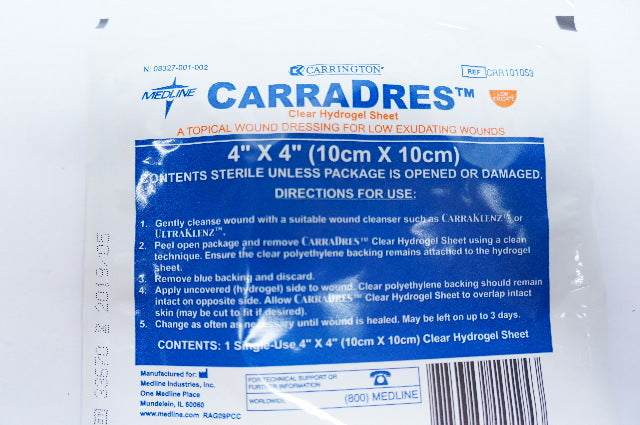 N: 08327-001-002
CARRINGTON®
REF CRR101053
MEDLINE
CARRADRES™
Clear Hydrogel Sheet
LOW
A TOPICAL WOUND DRESSING FOR LOW EXUDATING WOUNDS
4" X 4" (10cm X 10cm)
CONTENTS STERILE UNLESS PACKAGE IS OPENED OR DAMAGED.
DIRECTIONS FOR USE:
1. Gently cleanse wound with a suitable wound cleanser such as CARRAKLENZ™ or
ULTRAKLENZ™.
2. Peel open package and remove CARRADRES™ Clear Hydrogel Sheet using a clean
technique. Ensure the clear polyethylene backing remains attached to the hydrogel
sheet.
3. Remove blue backing and discard.
4. Apply uncovered (hydrogel) side to wound. Clear polyethylene backing should remain
intact on opposite side. Allow CARRADRES™ Clear Hydrogel Sheet to overlap intact
skin (may be cut to fit if desired).
5. Change as often as necessary until wound is healed. May be left on up to 3 days.
CONTENTS: 1 Single-Use 4" X 4" (10cm X 10cm) Clear Hydrogel Sheet
Manufactured for:
Medline Industries, Inc.
One Medline Place
Mundelein, IL 60060
www.medline.com RAG09PCC
FOR TECHNICAL SUPPORT OR
FURTHER INFORMATION
WORLDWIDE
(800) MEDLINE
2013/05